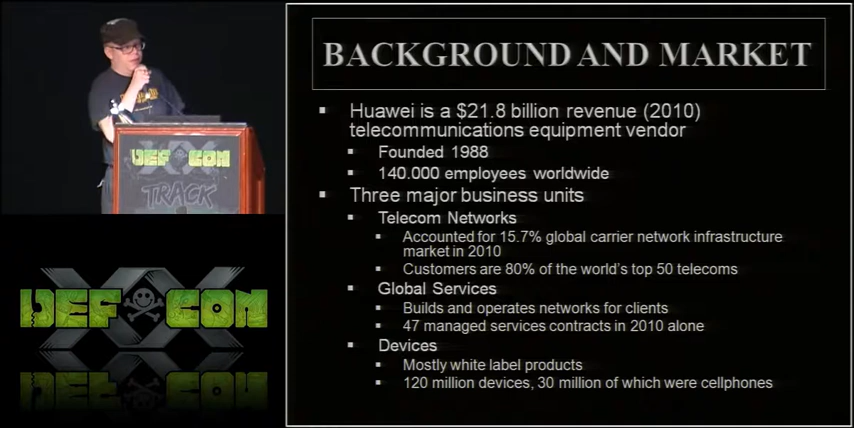 DEF CON
TRACK
DEF CON
XX
BACKGROUND AND MARKET
Huawei is a $21.8 billion revenue (2010)
telecommunications equipment vendor
Founded 1988
140.000 employees worldwide
Three major business units
Telecom Networks
Accounted for 15.7% global carrier network infrastructure
market in 2010
Customers are 80% of the world's top 50 telecoms
Global Services
Builds and operates networks for clients
47 managed services contracts in 2010 alone
Devices
Mostly white label products
120 million devices, 30 million of which were cellphones